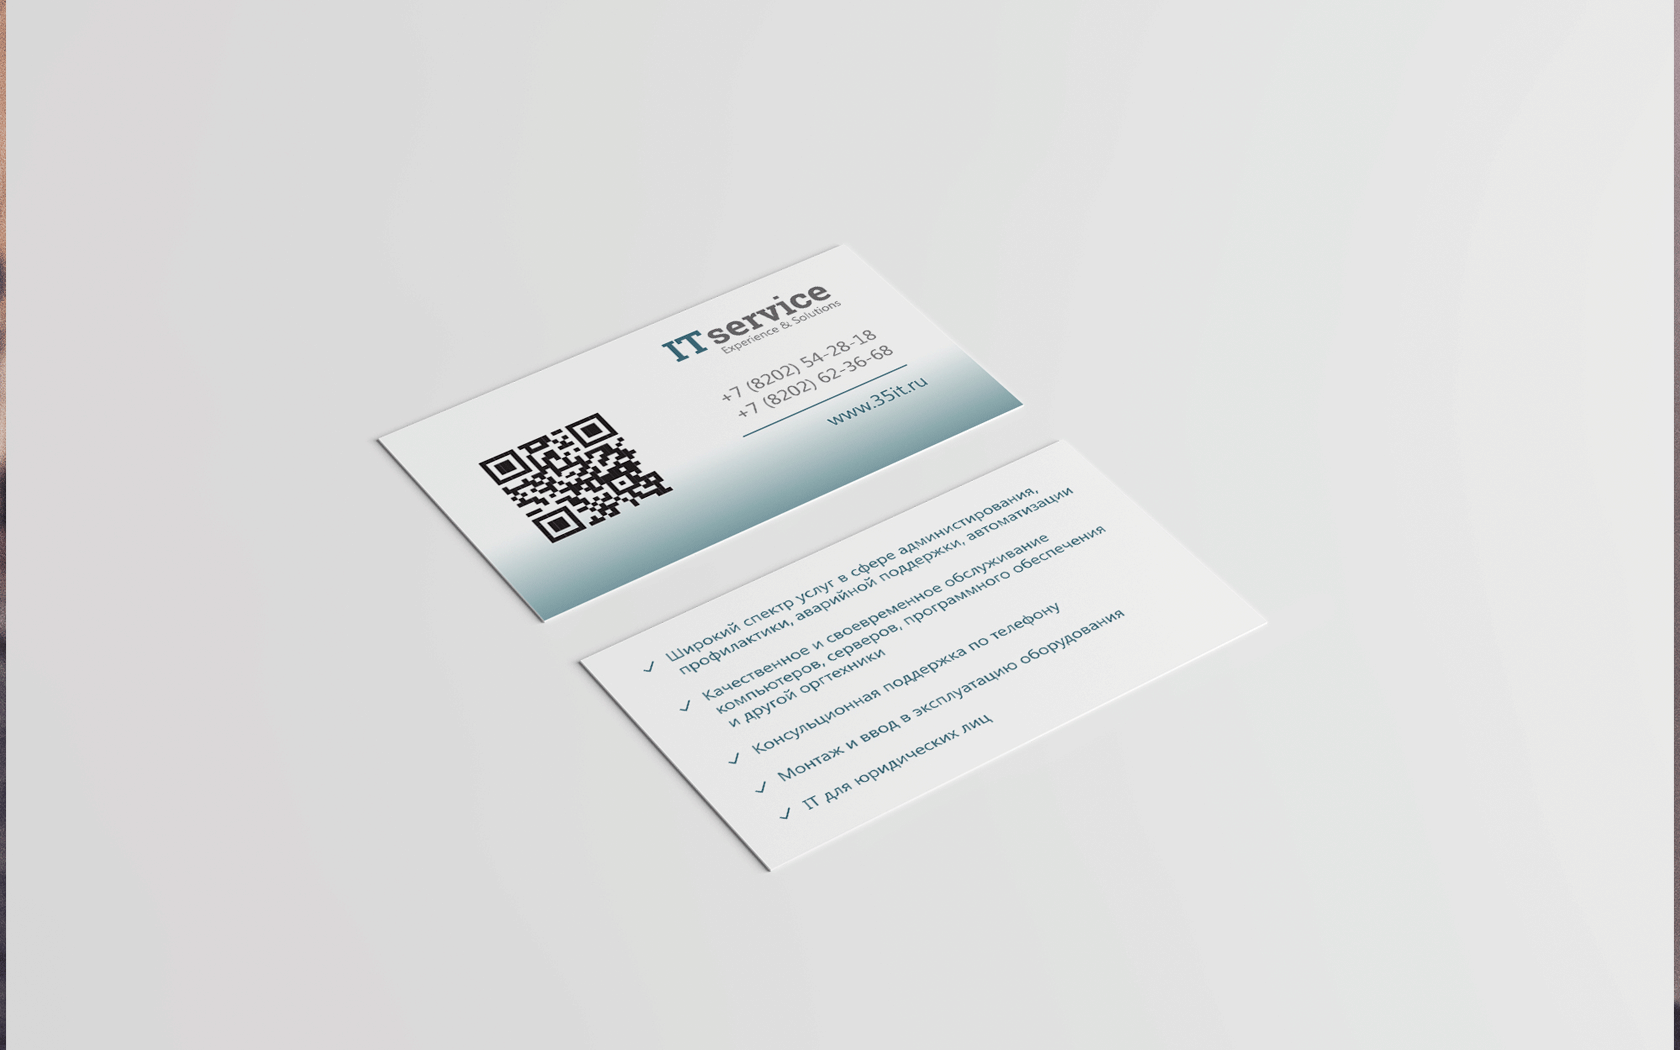 ITservice
Experience & Solutions
+7 (8202) 54-28-18
+7 (8202) 62-36-68
www.35it.ru
Широкий спектр услуг в сфере администрирования,
профилактики, аварийной поддержки, автоматизации
Качественное и своевременное обслуживание
компьютеров, серверов, программного обеспечения
и другой оргтехники
Консульционная поддержка по телефону
Монтаж и ввод в эксплуатацию оборудования
IT для юридических лиц